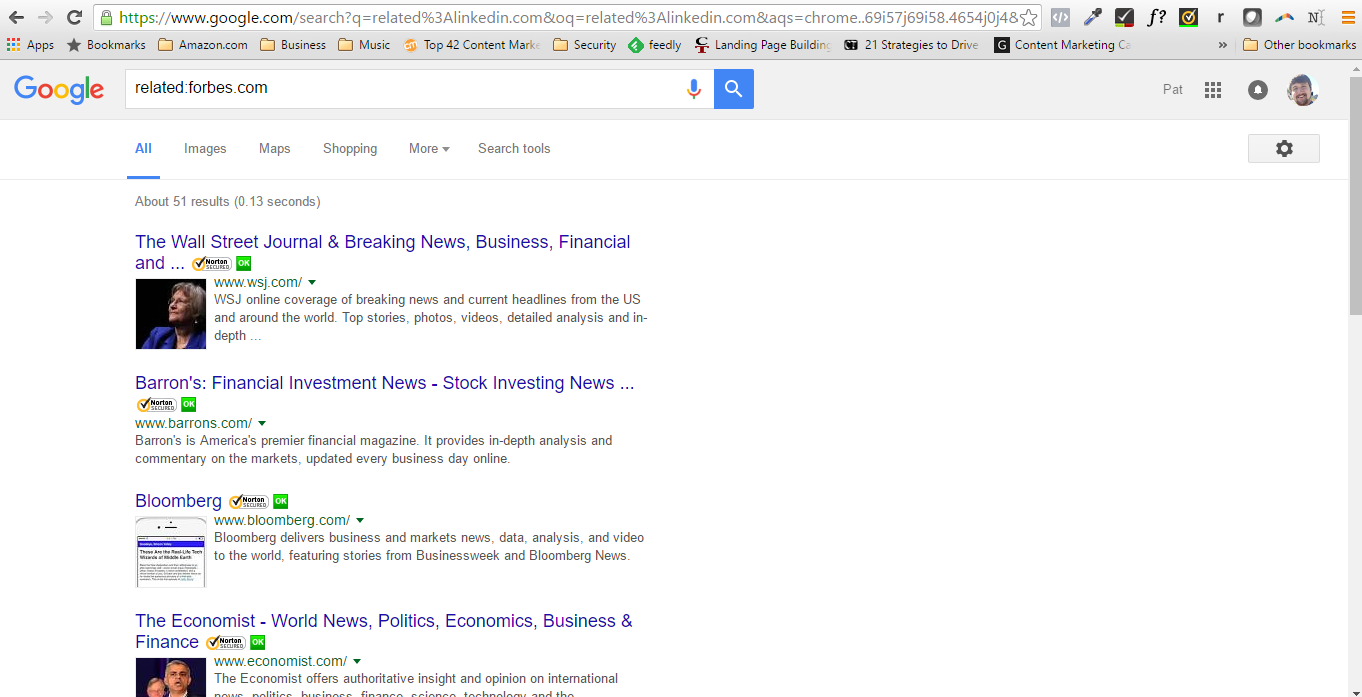 https://www.google.com/search?q=related%3Alinkedin.com&oq=related%3Alinkedin.com&aqs=chrome..69i57j69i58.4654j0j4&
Apps Bookmarks Amazon.com Business Music Top 42 Content Marke Security feedly Landing Page Building 21 Strategies to Drive Content Marketing Ca » Other bookmarks
Google related:forbes.com Pat
All Images Maps Shopping More Search tools
About 51 results (0.13 seconds)
The Wall Street Journal & Breaking News, Business, Financial
and ... Norton SECURED OK
www.wsj.com/
WSJ online coverage of breaking news and current headlines from the US
and around the world. Top stories, photos, videos, detailed analysis and in-
depth ...
Barron's: Financial Investment News - Stock Investing News ...
Norton SECURED OK
www.barrons.com/
Barron's is America's premier financial magazine. It provides in-depth analysis and
commentary on the markets, updated every business day online.
Bloomberg Norton SECURED OK
www.bloomberg.com/
Bloomberg delivers business and markets news, data, analysis, and video
to the world, featuring stories from Businessweek and Bloomberg News.
These Are the Real-Life Tech
Wizards of Middle Earth
The Economist - World News, Politics, Economics, Business &
Finance Norton SECURED OK
www.economist.com/
The Economist offers authoritative insight and opinion on international
news, politics, business, finance, science, technology and the